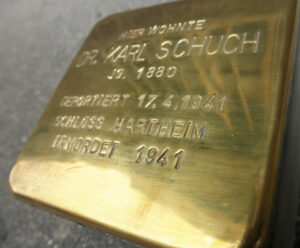 HIER WOHNTE
DR. KARL SCHUCH
JG. 1880
DEPORTIERT 17.4.1941
SCHLOSS HARTHEIM
ERMORDET 1941